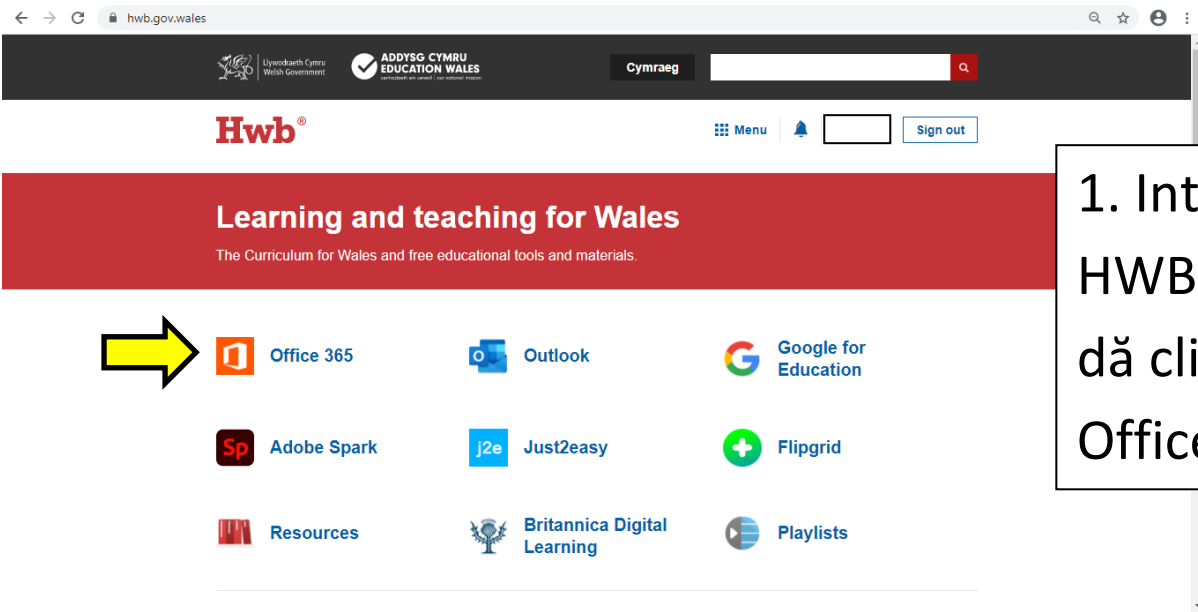 hwb.gov.wales
Llywodraeth Cymru
Welsh Government
ADDYSG CYMRU
EDUCATION WALES
Cymraeg
Hwb®
Menu
Sign out
Learning and teaching for Wales
The Curriculum for Wales and free educational tools and materials.
Office 365
Outlook
Google for
Education
Sp
Adobe Spark
j2e
Just2easy
Flipgrid
Resources
Britannica Digital
Learning
Playlists
1. Int
HWB
dă cli
Office